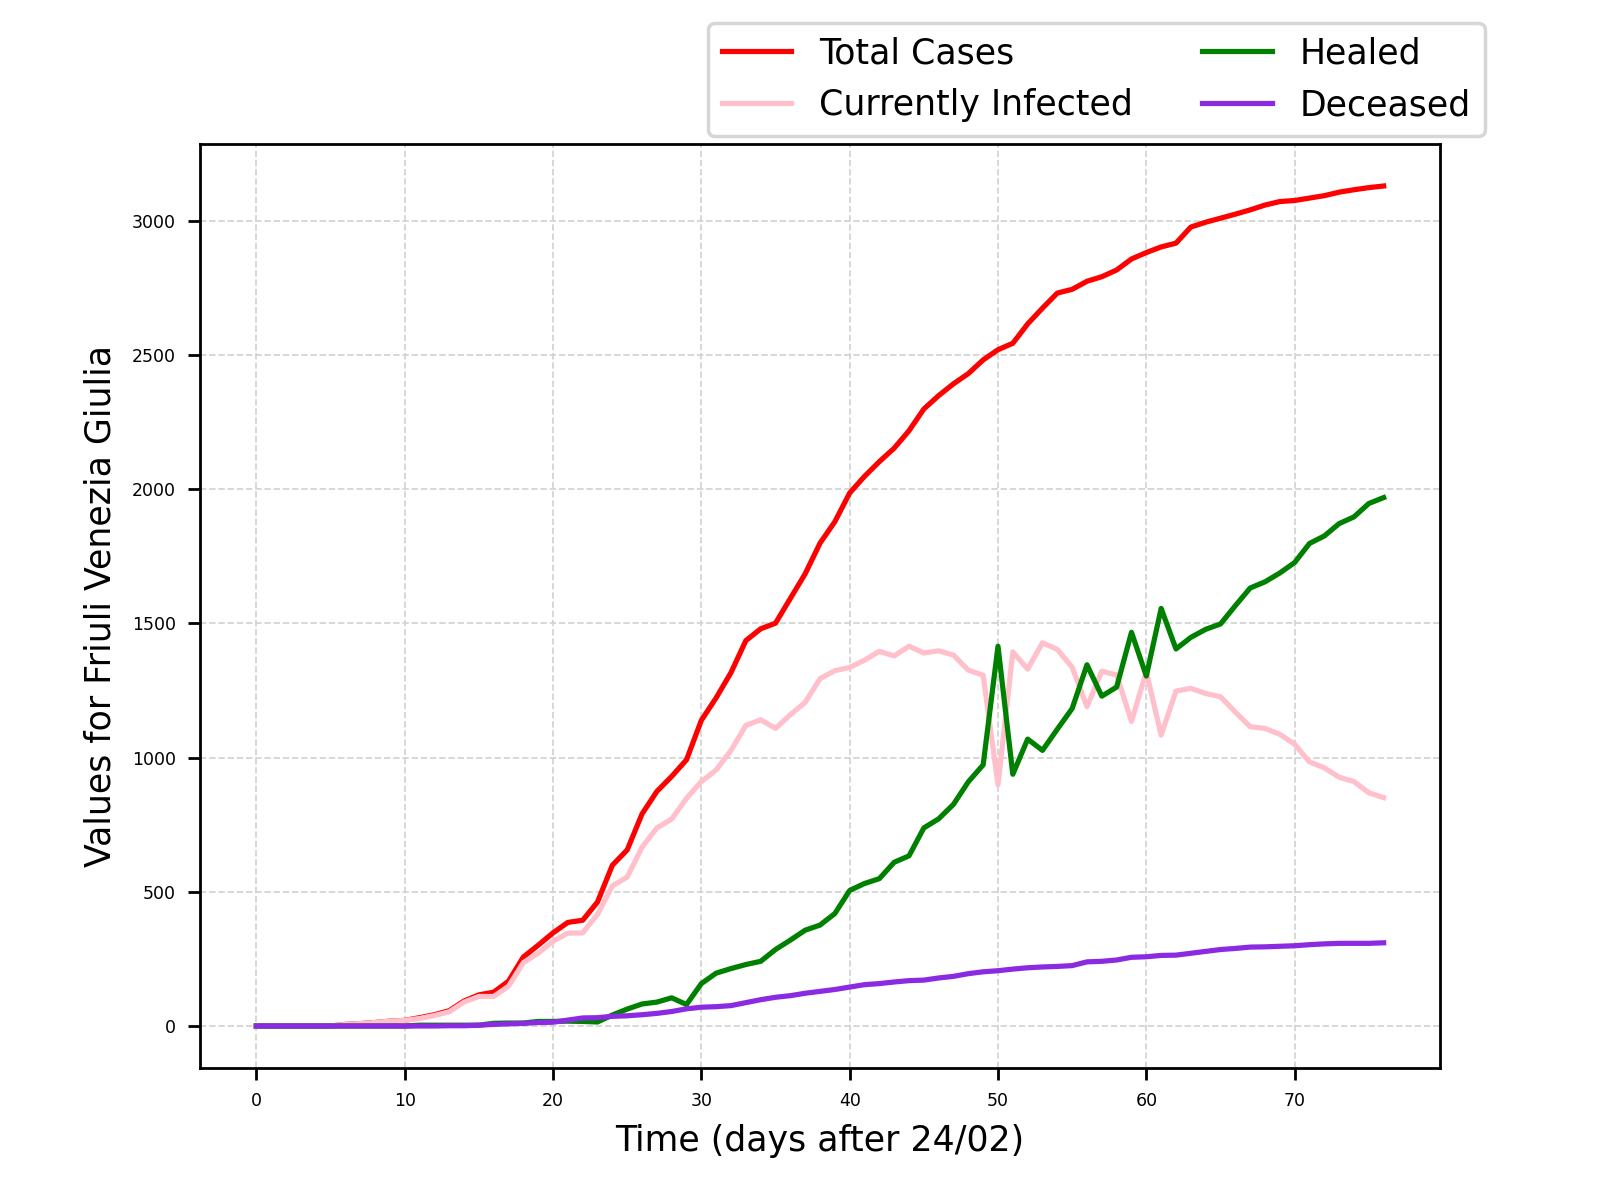 Total Cases
Currently Infected
Healed
Deceased
Values for Friuli Venezia Giulia
3000
2500
2000
1500
1000
500
0
0 10 20 30 40 50 60 70
Time (days after 24/02)